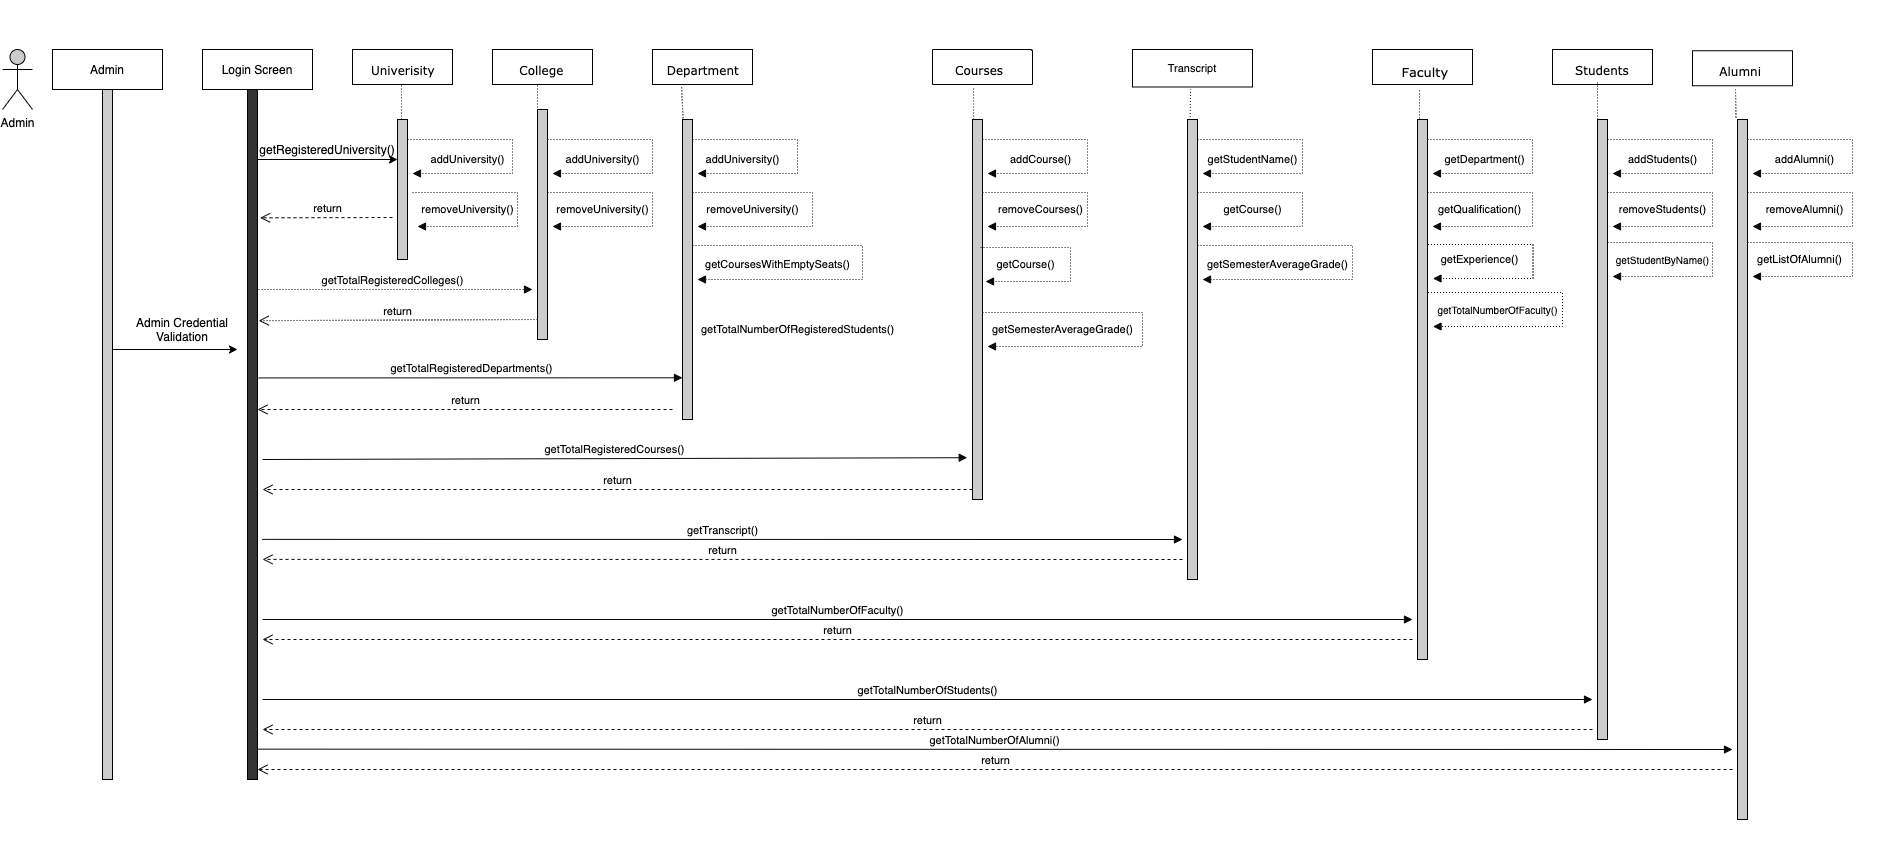 Admin
Login Screen
Univerisity
College
Department
Courses
Transcript
Faculty
Students
Alumni
Admin
getRegisteredUniversity()
addUniversity()
addUniversity()
addUniversity()
addCourse()
getStudentName()
getDepartment()
addStudents()
addAlumni()
return
removeUniversity()
removeUniversity()
removeUniversity()
removeCourses()
getCourse()
getQualification()
removeStudents()
removeAlumni()
getCoursesWithEmptySeats()
getCourse()
getSemesterAverageGrade()
getExperience()
getStudentByName()
getListOfAlumni()
getTotalRegisteredColleges()
return
getTotalNumberOfFaculty()
Admin Credential
Validation
getTotalNumberOfRegisteredStudents()
getSemesterAverageGrade()
getTotalRegisteredDepartments()
return
getTotalRegisteredCourses()
return
getTranscript()
return
getTotalNumberOfFaculty()
return
getTotalNumberOfStudents()
return
getTotalNumberOfAlumni()
return